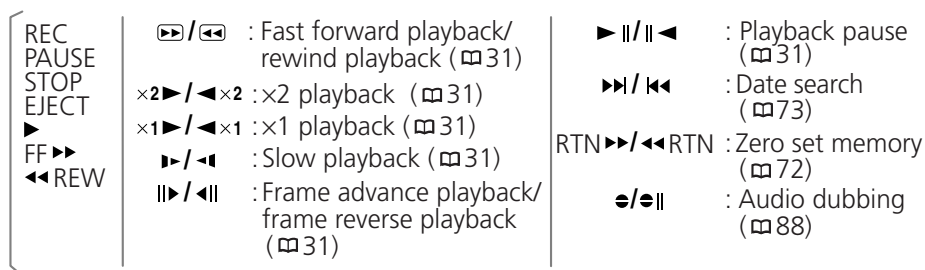 REC
PAUSE
STOP
EJECT
►
FF ►►
◄◄ REW
►► / ◄◄ : Fast forward playback/
rewind playback (📖31)
×2► / ◄×2 : ×2 playback (📖31)
×1► / ◄×1 : ×1 playback (📖31)
I► / ◄I : Slow playback (📖31)
II► / ◄II : Frame advance playback/
frame reverse playback
(📖31)
►II / II◄ : Playback pause
(📖31)
►►I / I◄◄ : Date search
(📖73)
RTN ►► / ◄◄ RTN : Zero set memory
(📖72)
/ II : Audio dubbing
(📖88)